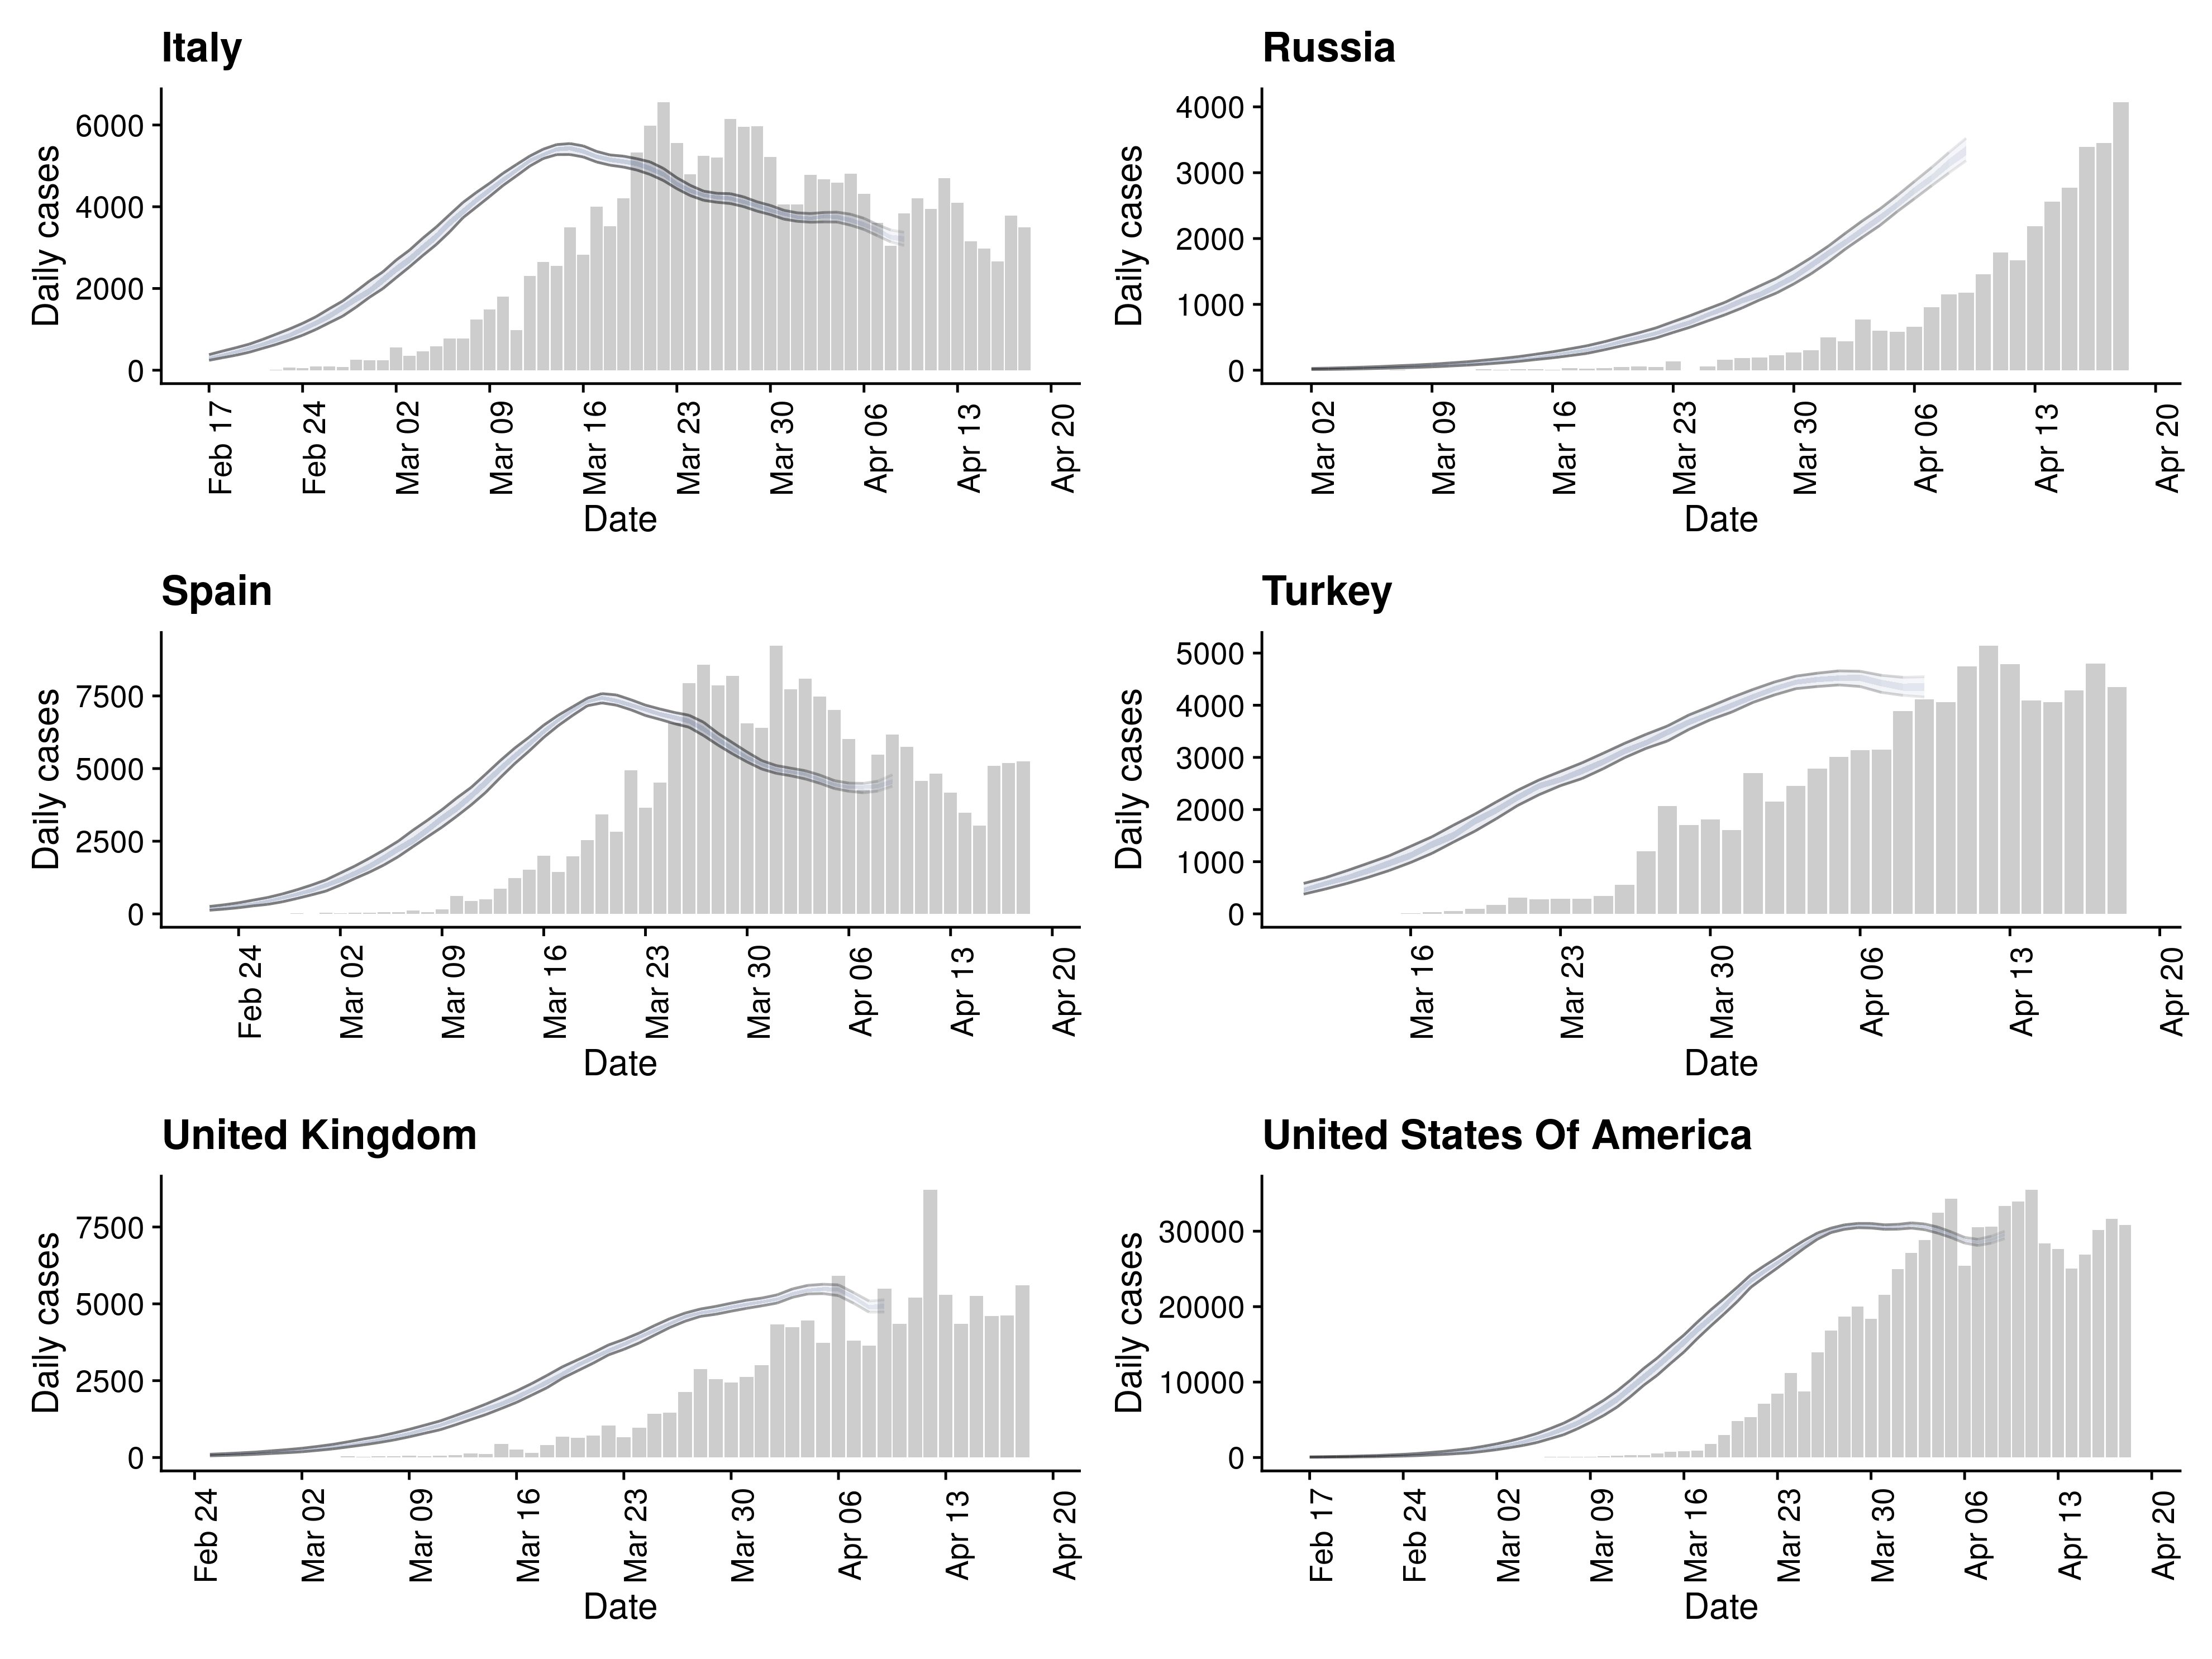 Italy
Daily cases
6000
4000
2000
0
Feb 17
Feb 24
Mar 02
Mar 09
Mar 16
Mar 23
Mar 30
Apr 06
Apr 13
Apr 20
Date
Russia
Daily cases
4000
3000
2000
1000
0
Mar 02
Mar 09
Mar 16
Mar 23
Mar 30
Apr 06
Apr 13
Apr 20
Date
Spain
Daily cases
7500
5000
2500
0
Feb 24
Mar 02
Mar 09
Mar 16
Mar 23
Mar 30
Apr 06
Apr 13
Apr 20
Date
Turkey
Daily cases
5000
4000
3000
2000
1000
0
Mar 16
Mar 23
Mar 30
Apr 06
Apr 13
Apr 20
Date
United Kingdom
Daily cases
7500
5000
2500
0
Feb 24
Mar 02
Mar 09
Mar 16
Mar 23
Mar 30
Apr 06
Apr 13
Apr 20
Date
United States Of America
Daily cases
30000
20000
10000
0
Feb 17
Feb 24
Mar 02
Mar 09
Mar 16
Mar 23
Mar 30
Apr 06
Apr 13
Apr 20
Date